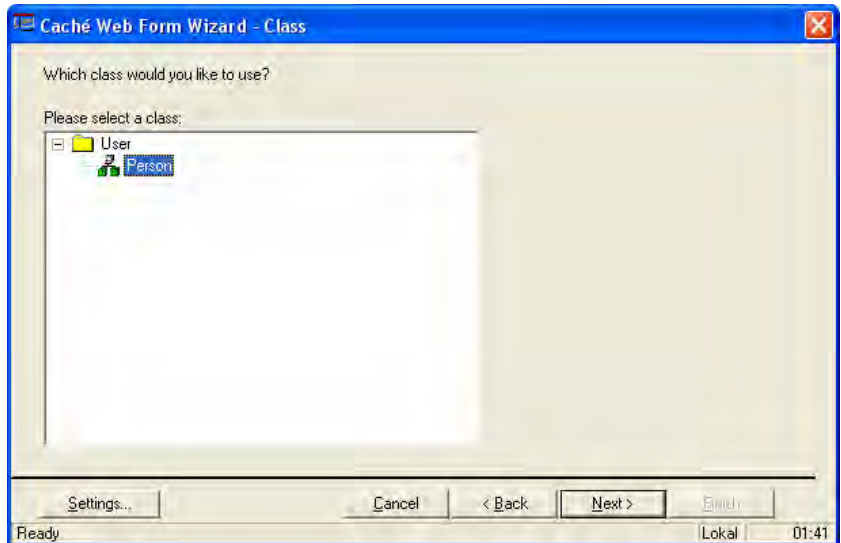 Caché Web Form Wizard - Class
Which class would you like to use?
Please select a class:
User
Person
Settings... Cancel < Back Next > Finish
Ready Lokal 01:41